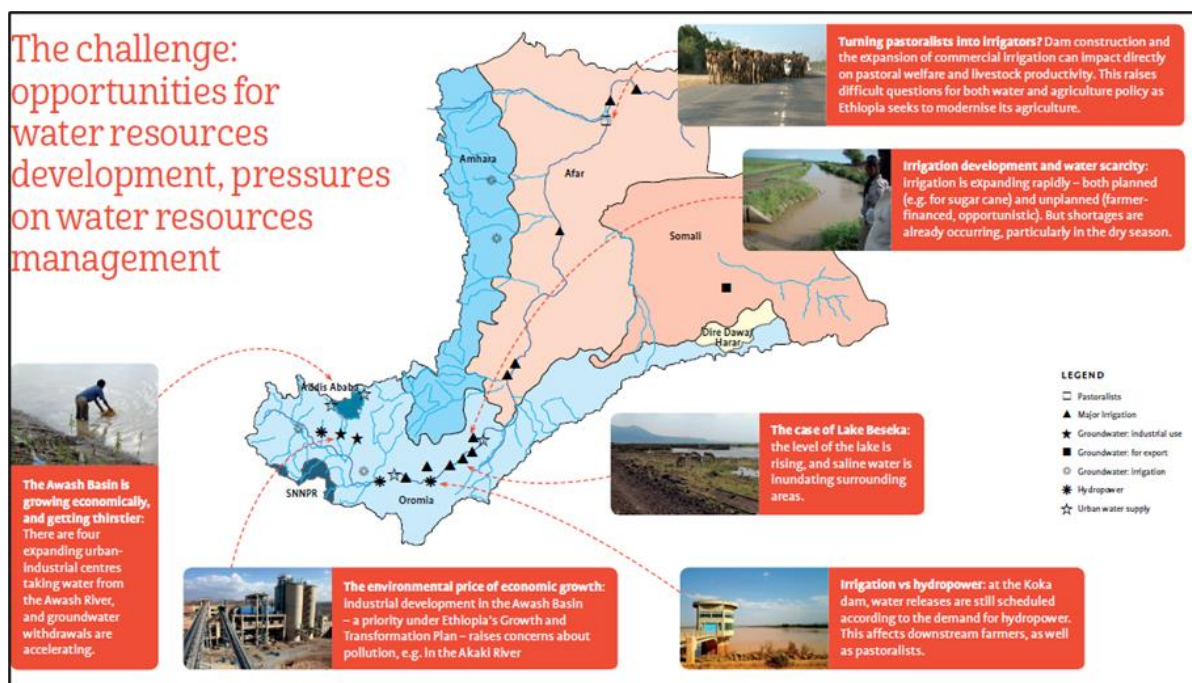 The challenge:
opportunities for
water resources
development, pressures
on water resources
management
Turning pastoralists into irrigators? Dam construction and
the expansion of commercial irrigation can impact directly
on pastoral welfare and livestock productivity. This raises
difficult questions for both water and agriculture policy as
Ethiopia seeks to modernise its agriculture.
Irrigation development and water scarcity:
irrigation is expanding rapidly – both planned
(e.g. for sugar cane) and unplanned (farmer-
financed, opportunistic). But shortages are
already occurring, particularly in the dry season.
Amhara
Afar
Somali
Dire Dawa/
Harar
Addis Ababa
SNNPR
Oromia
LEGEND
Pastoralists
Major Irrigation
Groundwater: industrial use
Groundwater: for export
Groundwater: irrigation
Hydropower
Urban water supply
The case of Lake Beseka:
the level of the lake is
rising, and saline water is
inundating surrounding
areas.
The Awash Basin is
growing economically,
and getting thirstier:
There are four
expanding urban-
industrial centres
taking water from
the Awash River,
and groundwater
withdrawals are
accelerating.
The environmental price of economic growth:
industrial development in the Awash Basin
– a priority under Ethiopia's Growth and
Transformation Plan – raises concerns about
pollution, e.g. in the Akaki River
Irrigation vs hydropower: at the Koka
dam, water releases are still scheduled
according to the demand for hydropower.
This affects downstream farmers, as well
as pastoralists.